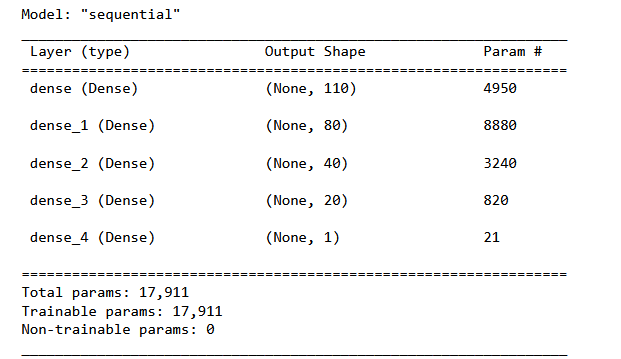 Model: "sequential"
_________________________________________________________________
Layer (type) Output Shape Param #
=================================================================
dense (Dense) (None, 110) 4950
dense_1 (Dense) (None, 80) 8880
dense_2 (Dense) (None, 40) 3240
dense_3 (Dense) (None, 20) 820
dense_4 (Dense) (None, 1) 21
=================================================================
Total params: 17,911
Trainable params: 17,911
Non-trainable params: 0
_________________________________________________________________